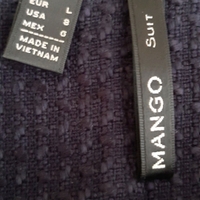 EUR L
USA 8
MEX G
MADE IN
VIETNAM
SUIT
MANGO